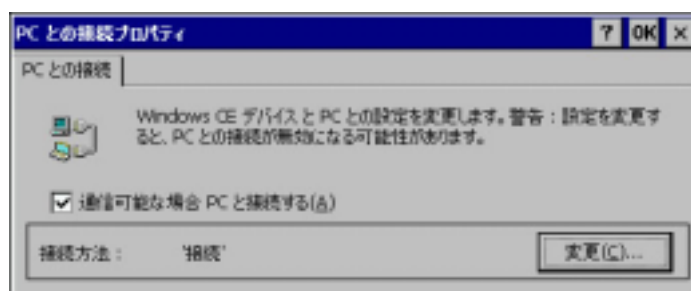 PC との接続プロパティ ? OK ×
PC との接続
Windows CE デバイスと PC との設定を変更します。警告 : 設定を変更す
ると、PC との接続が無効になる可能性があります。
通信可能な場合 PC と接続する(A)
接続方法 : '接続' 変更(C)...